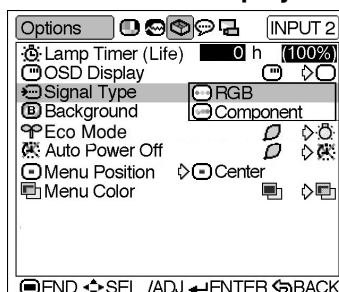 Options INPUT 2
Lamp Timer (Life) 0 h (100%)
OSD Display
Signal Type RGB
Background Component
Eco Mode
Auto Power Off
Menu Position Center
Menu Color
END SEL./ADJ. ENTER BACK